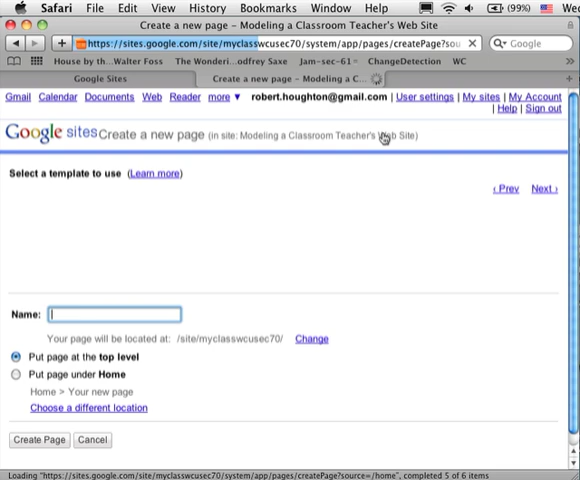 Safari File Edit View History Bookmarks Window Help (99%) Wed
Create a new page - Modeling a Classroom Teacher's Web Site
https://sites.google.com/site/myclasswcusec70/system/app/pages/createPage?sou Google
House by th...Walter Foss The Wonderi...odfrey Saxe Jam-sec-61 ChangeDetection WC
Google Sites Create a new page - Modeling a C...
Gmail Calendar Documents Web Reader more ▼ robert.houghton@gmail.com | User settings | My sites | My Account
| Help | Sign out
Google sites Create a new page (in site: Modeling a Classroom Teacher's Web Site)
Select a template to use (Learn more)
‹ Prev Next ›
Name:
Your page will be located at: /site/myclasswcusec70/ Change
Put page at the top level
Put page under Home
Home > Your new page
Choose a different location
Create Page Cancel
Loading "https://sites.google.com/site/myclasswcusec70/system/app/pages/createPage?source=/home", completed 5 of 6 items